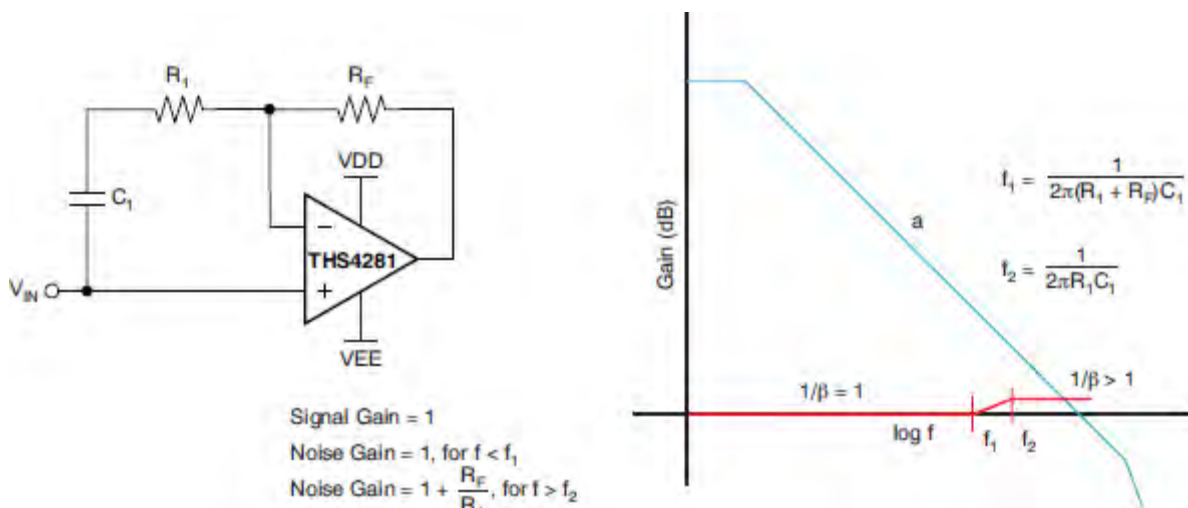 R1
RF
VDD
C1
THS4281
VIN
VEE
Signal Gain = 1
Noise Gain = 1, for f < f1
Noise Gain = 1 + RF/R1, for f > f2
Gain (dB)
a
f1 = 1/2π(R1 + RF)C1
f2 = 1/2πR1C1
1/β = 1
1/β > 1
log f
f1
f2